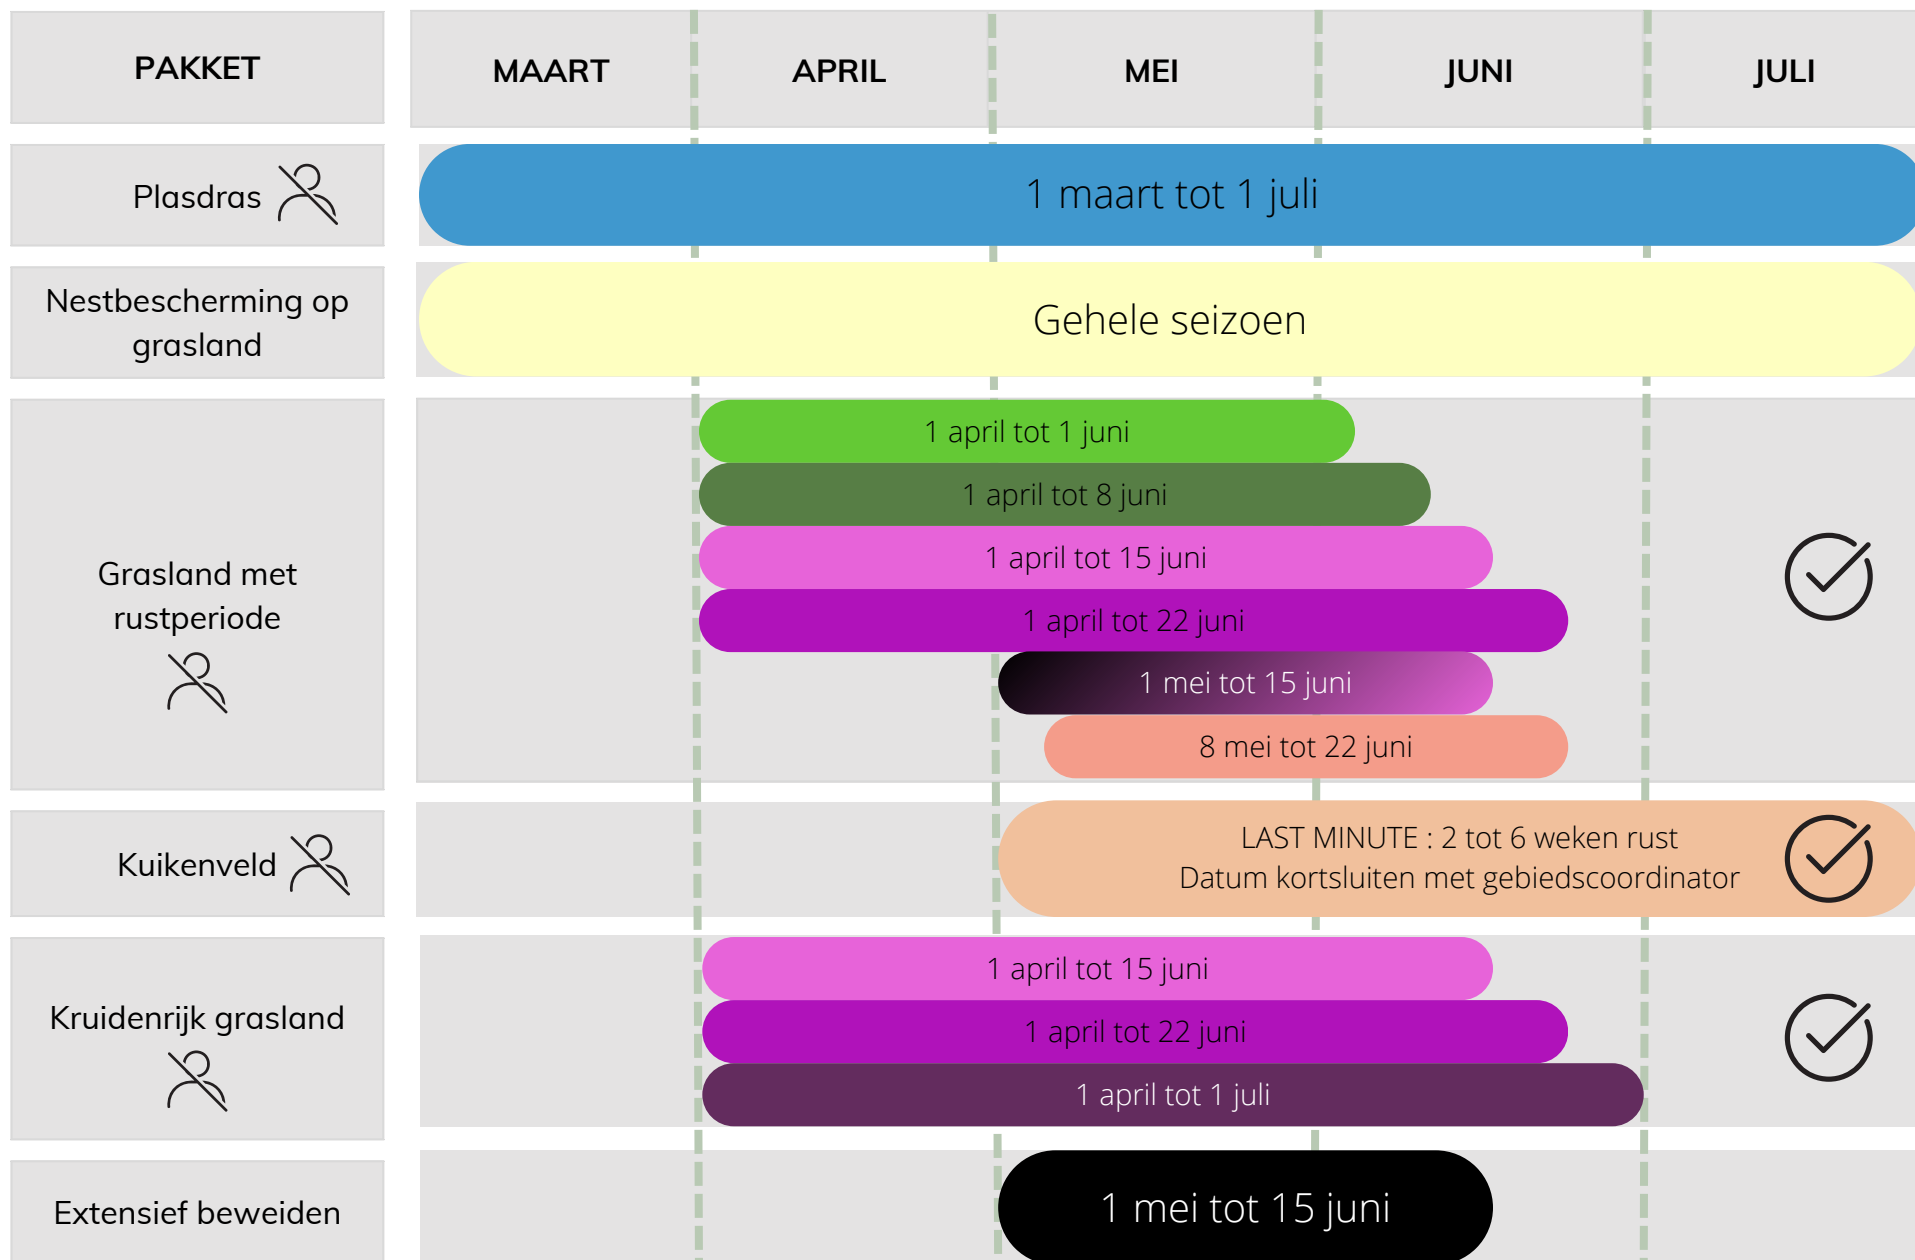 PAKKET
MAART
APRIL
MEI
JUNI
JULI
Plasdras
1 maart tot 1 juli
Nestbescherming op
grasland
Gehele seizoen
Grasland met
rustperiode
1 april tot 1 juni
1 april tot 8 juni
1 april tot 15 juni
1 april tot 22 juni
1 mei tot 15 juni
8 mei tot 22 juni
Kuikenveld
LAST MINUTE : 2 tot 6 weken rust
Datum kortsluiten met gebiedscoordinator
Kruidenrijk grasland
1 april tot 15 juni
1 april tot 22 juni
1 april tot 1 juli
Extensief beweiden
1 mei tot 15 juni